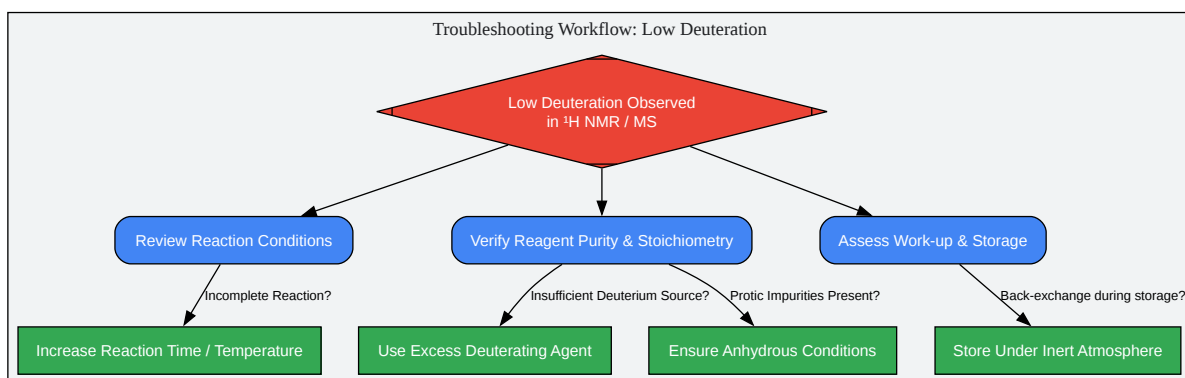 Troubleshooting Workflow: Low Deuteration
Low Deuteration Observed
in ¹H NMR / MS
Review Reaction Conditions
Verify Reagent Purity & Stoichiometry
Assess Work-up & Storage
Incomplete Reaction?
Insufficient Deuterium Source?
Protic Impurities Present?
Back-exchange during storage?
Increase Reaction Time / Temperature
Use Excess Deuterating Agent
Ensure Anhydrous Conditions
Store Under Inert Atmosphere